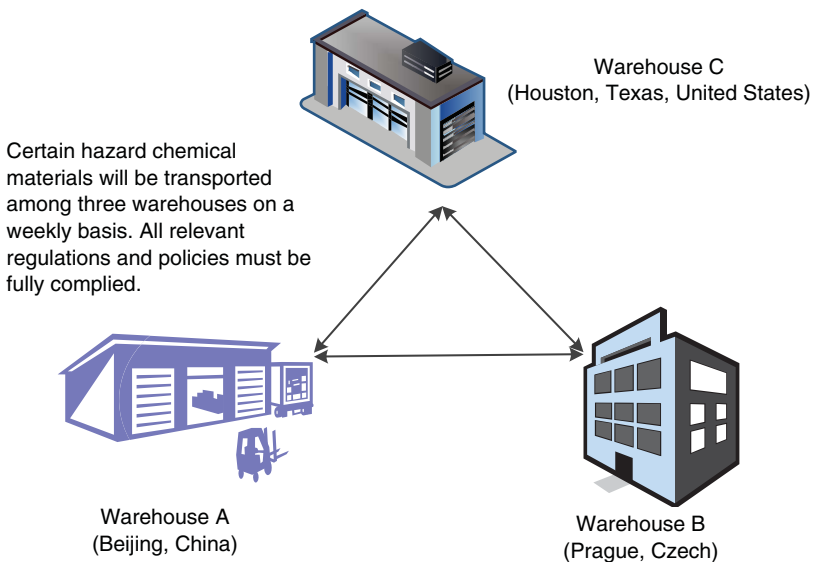 Warehouse C
(Houston, Texas, United States)
Certain hazard chemical
materials will be transported
among three warehouses on a
weekly basis. All relevant
regulations and policies must be
fully complied.
Warehouse A
(Beijing, China)
Warehouse B
(Prague, Czech)